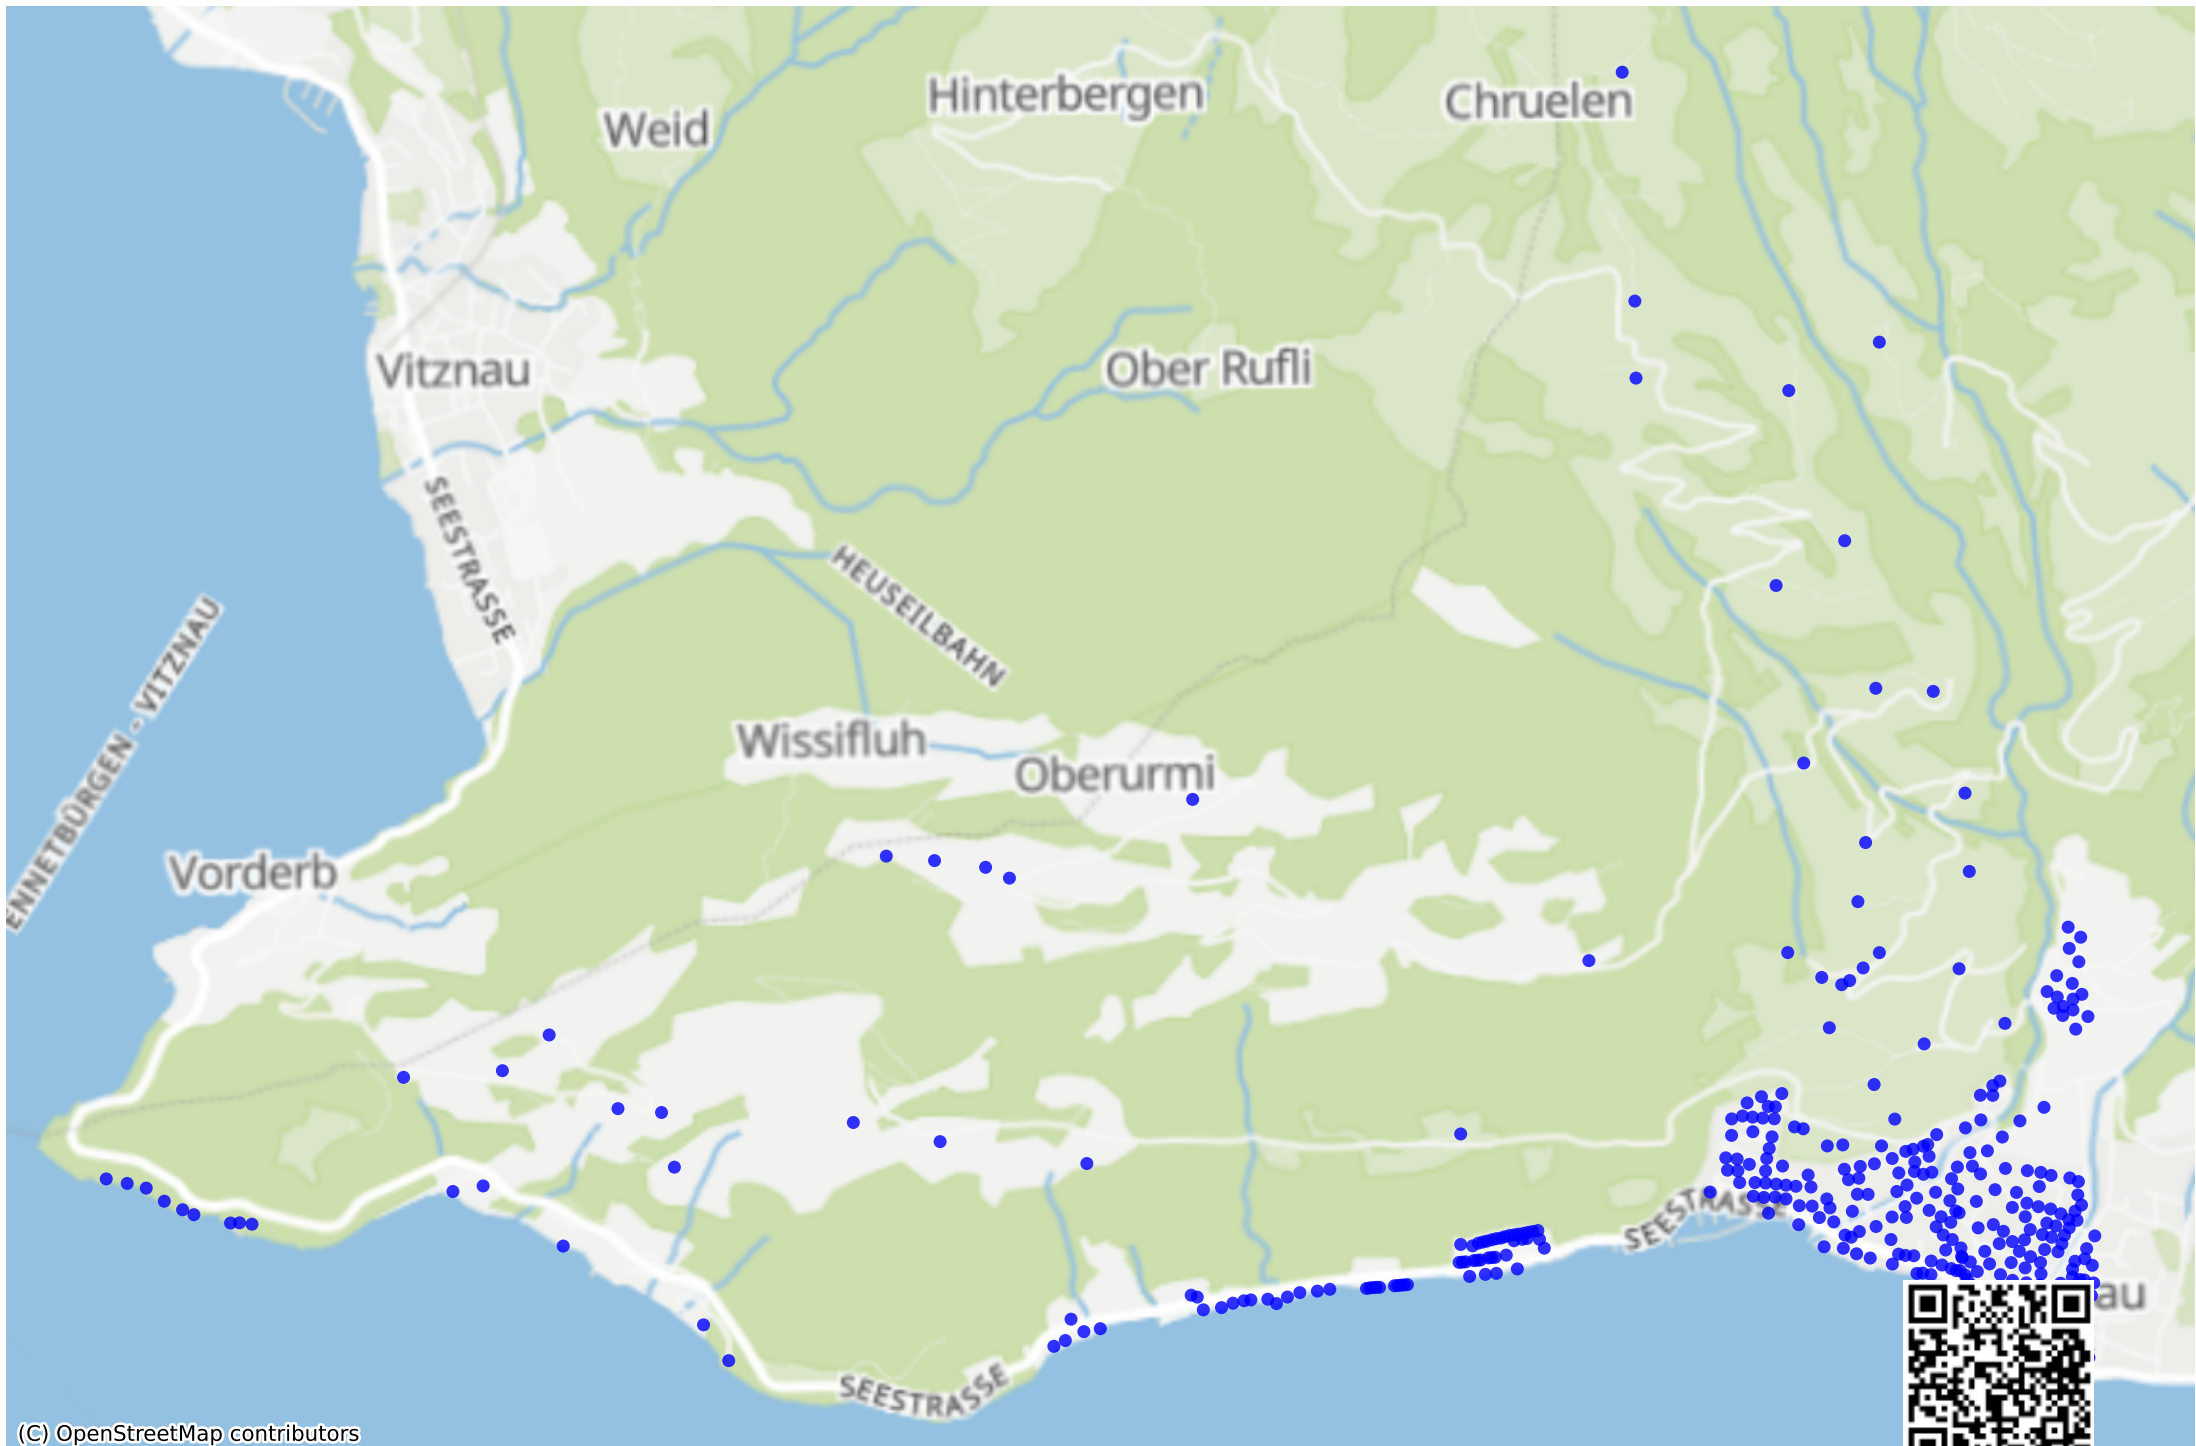 Hinterbergen
Chruelen
Weid
Vitznau
Ober Rufli
SEESTRASSE
HEUSEILBAHN
ENNETBÜRGEN - VITZNAU
Wissifluh
Oberurmi
Vorderb
SEESTRASSE
au
SEESTRASSE
(C) OpenStreetMap contributors